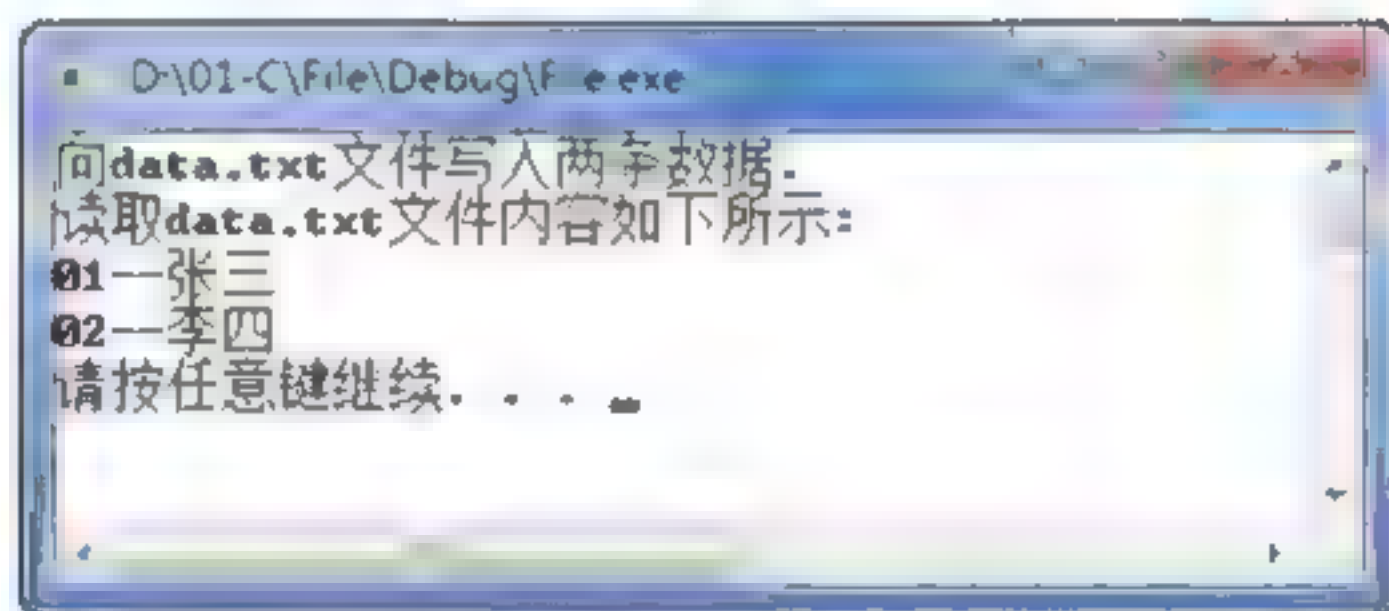 D:\01-C\File\Debug\File.exe
向data.txt文件写入两条数据.
读取data.txt文件内容如下所示:
01--张三
02--李四
请按任意键继续. . .